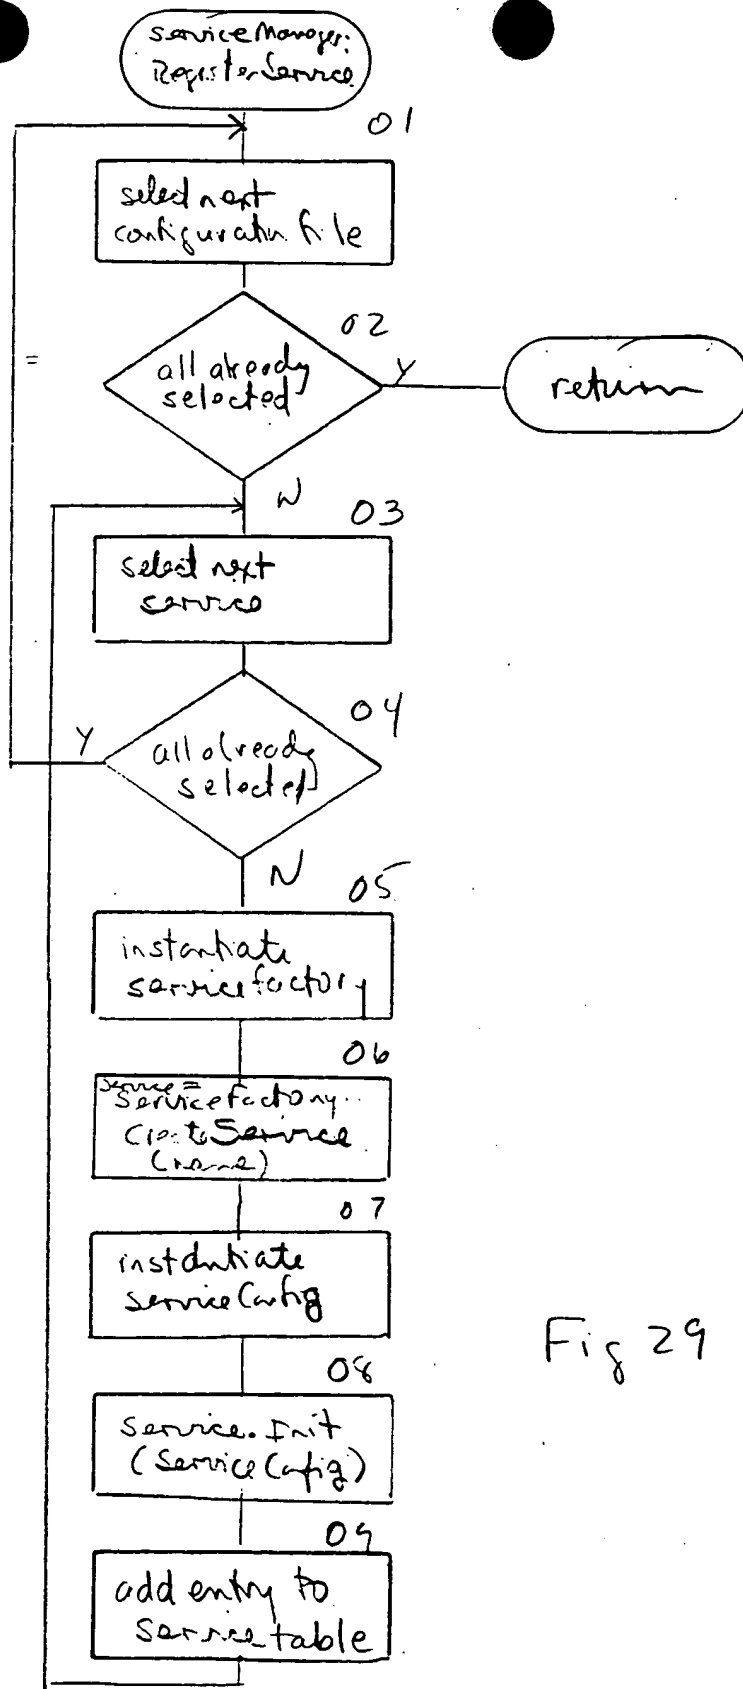 serviceManager:
RegisterService
01
select next
configuration file
02
all already
selected
Y
return
N
03
select next
service
04
all already
selected
Y
N
05
instantiate
servicefactory
06
service =
servicefactory.
CreateService
(name)
07
instantiate
serviceConfig
08
service.Init
(ServiceConfig)
09
add entry to
service table
Fig 29